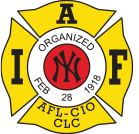 I A F F
ORGANIZED
NY
FEB 28 1918
AFL-CIO
CLC